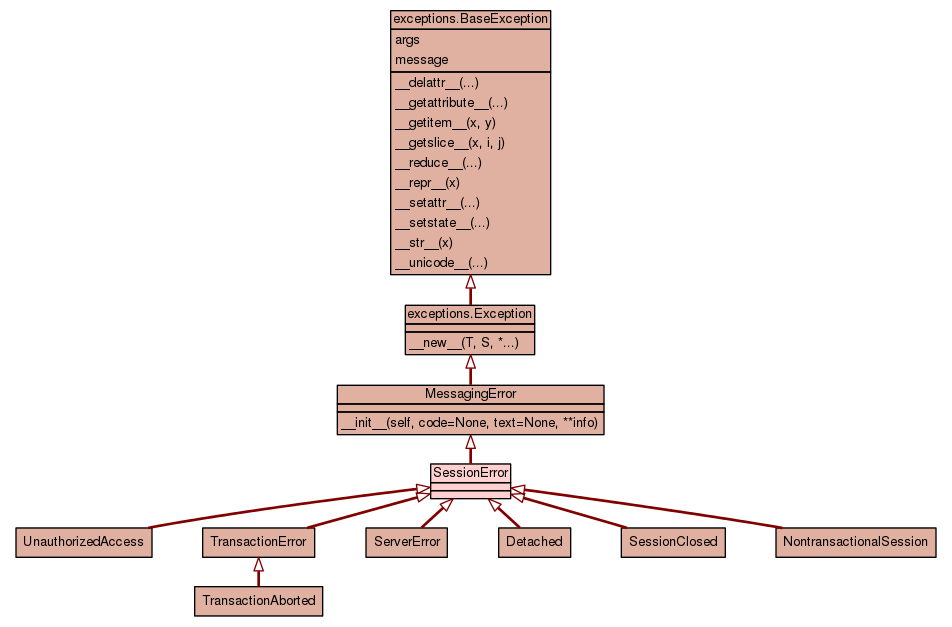 exceptions.BaseException
args
message
__delattr__(...)
__getattribute__(...)
__getitem__(x, y)
__getslice__(x, i, j)
__reduce__(...)
__repr__(x)
__setattr__(...)
__setstate__(...)
__str__(x)
__unicode__(...)
exceptions.Exception
__new__(T, S, *...)
MessagingError
__init__(self, code=None, text=None, **info)
SessionError
UnauthorizedAccess
TransactionError
ServerError
Detached
SessionClosed
NontransactionalSession
TransactionAborted